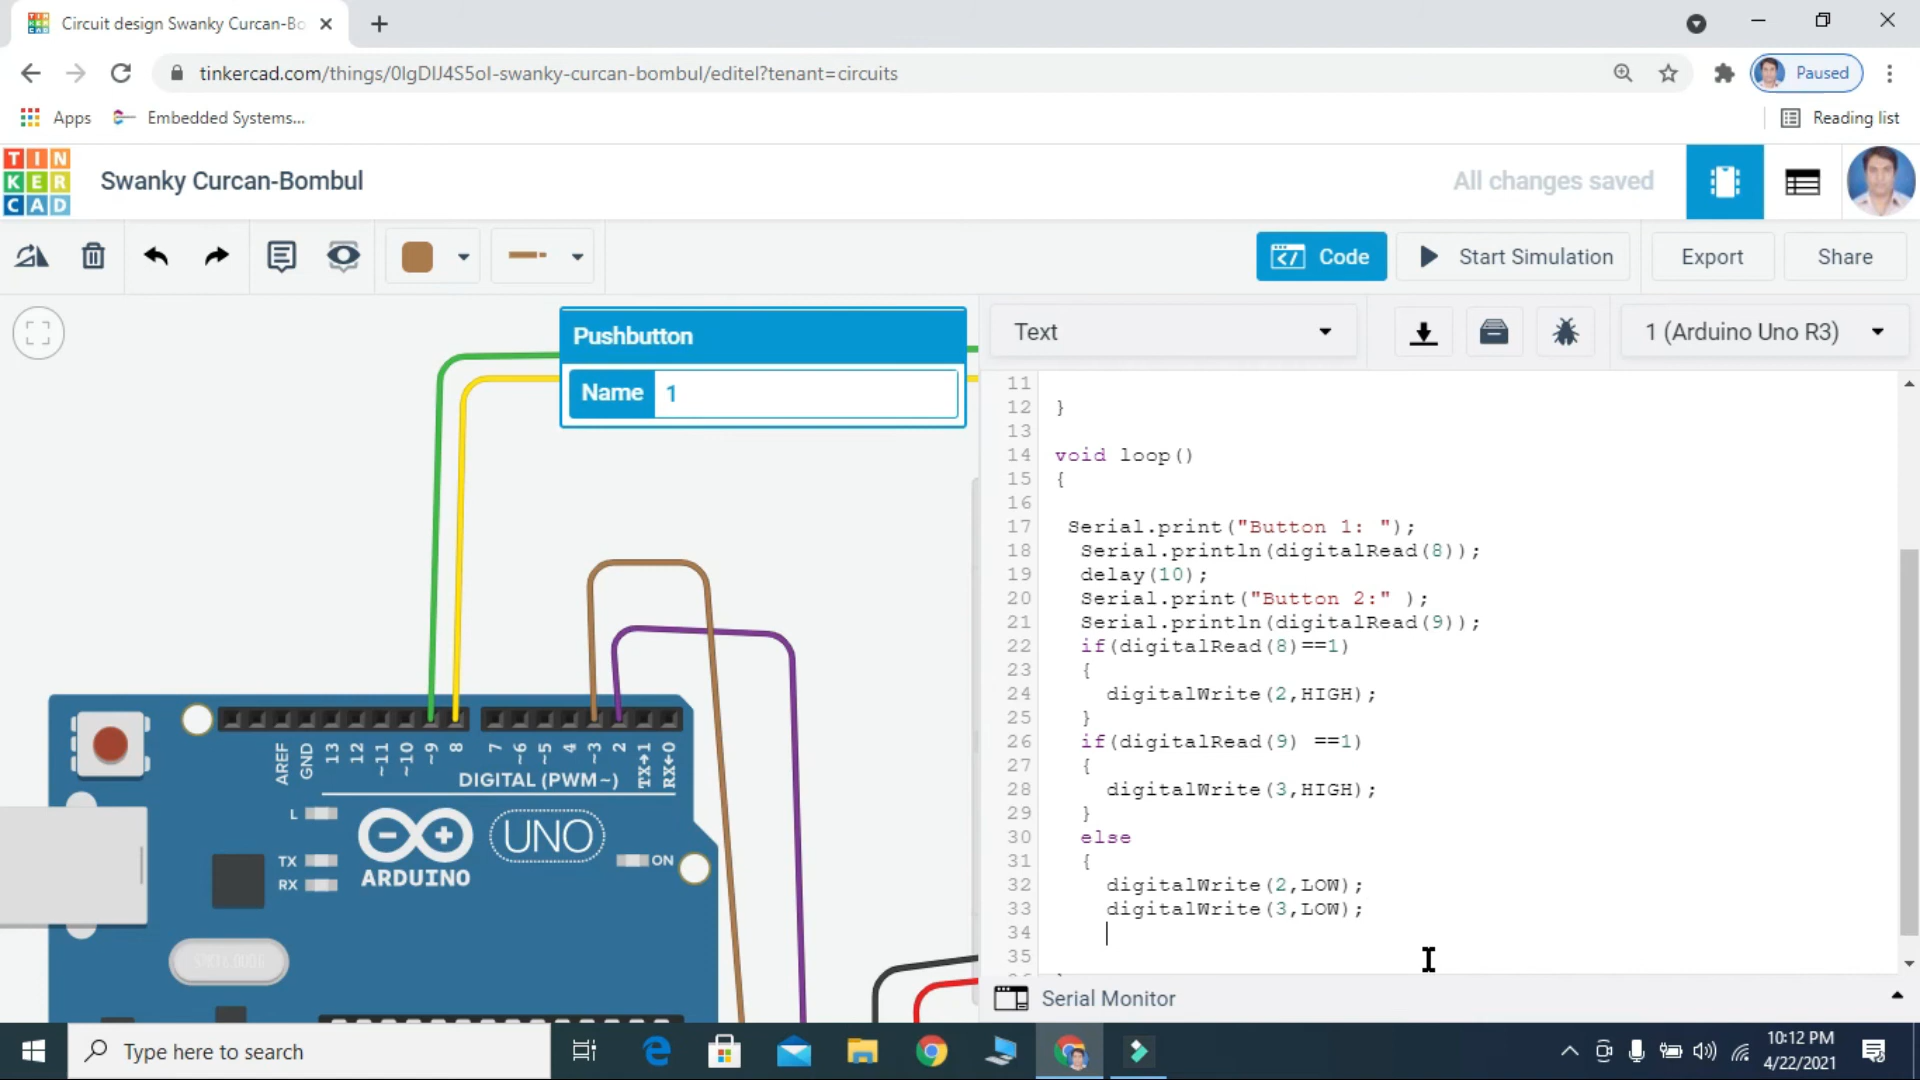 Circuit design Swanky Curcan-Bo
tinkercad.com/things/0lgDIJ4S5oI-swanky-curcan-bombul/editel?tenant=circuits
Paused
Apps
Embedded Systems...
Reading list
TIN
KER
CAD
Swanky Curcan-Bombul
All changes saved
Code
Start Simulation
Export
Share
Pushbutton
Name 1
Text
1 (Arduino Uno R3)
11
12 }
13
14 void loop()
15 {
16
17 Serial.print("Button 1: ");
18 Serial.println(digitalRead(8));
19 delay(10);
20 Serial.print("Button 2:" );
21 Serial.println(digitalRead(9));
22 if(digitalRead(8)==1)
23 {
24 digitalWrite(2,HIGH);
25 }
26 if(digitalRead(9) ==1)
27 {
28 digitalWrite(3,HIGH);
29 }
30 else
31 {
32 digitalWrite(2,LOW);
33 digitalWrite(3,LOW);
34
35
AREF GND 13 12 ~11 ~10 ~9 8 7 ~6 ~5 4 ~3 2 TX→1 RX←0
DIGITAL (PWM~)
L
TX
RX
ARDUINO
UNO
ON
Serial Monitor
Type here to search
10:12 PM
4/22/2021